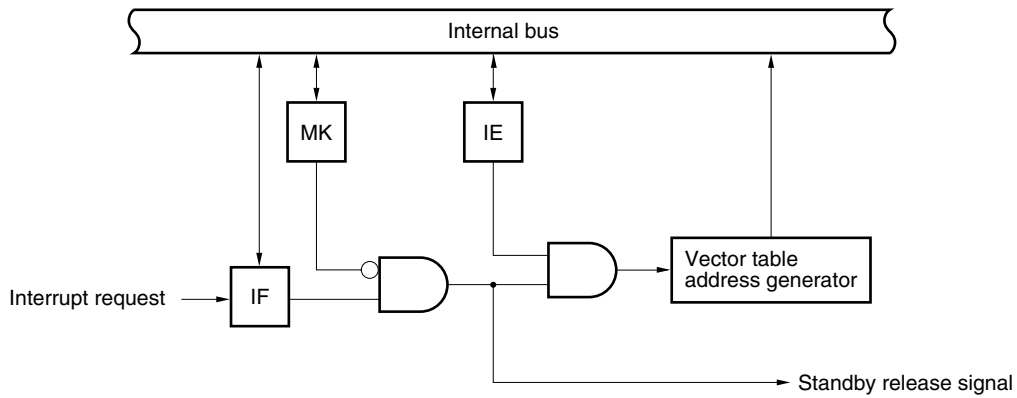 Internal bus
MK
IE
Vector table
address generator
Interrupt request
IF
Standby release signal